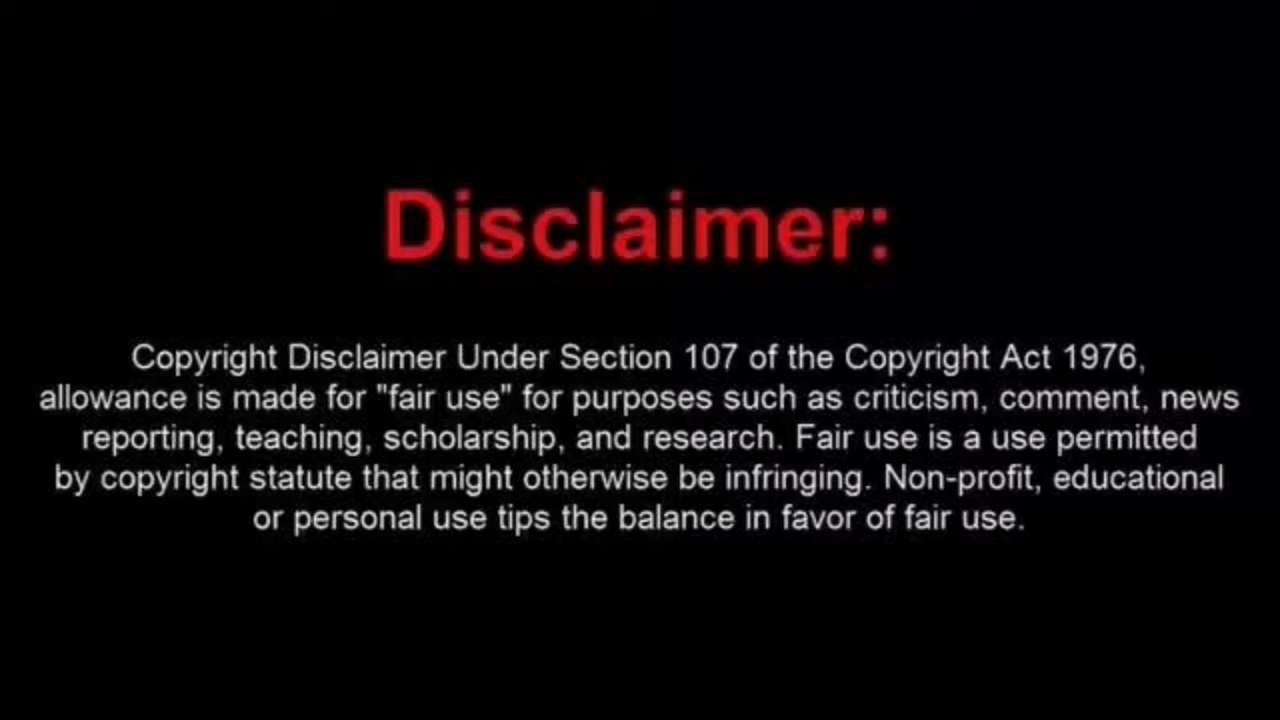 Disclaimer:
Copyright Disclaimer Under Section 107 of the Copyright Act 1976,
allowance is made for "fair use" for purposes such as criticism, comment, news
reporting, teaching, scholarship, and research. Fair use is a use permitted
by copyright statute that might otherwise be infringing. Non-profit, educational
or personal use tips the balance in favor of fair use.